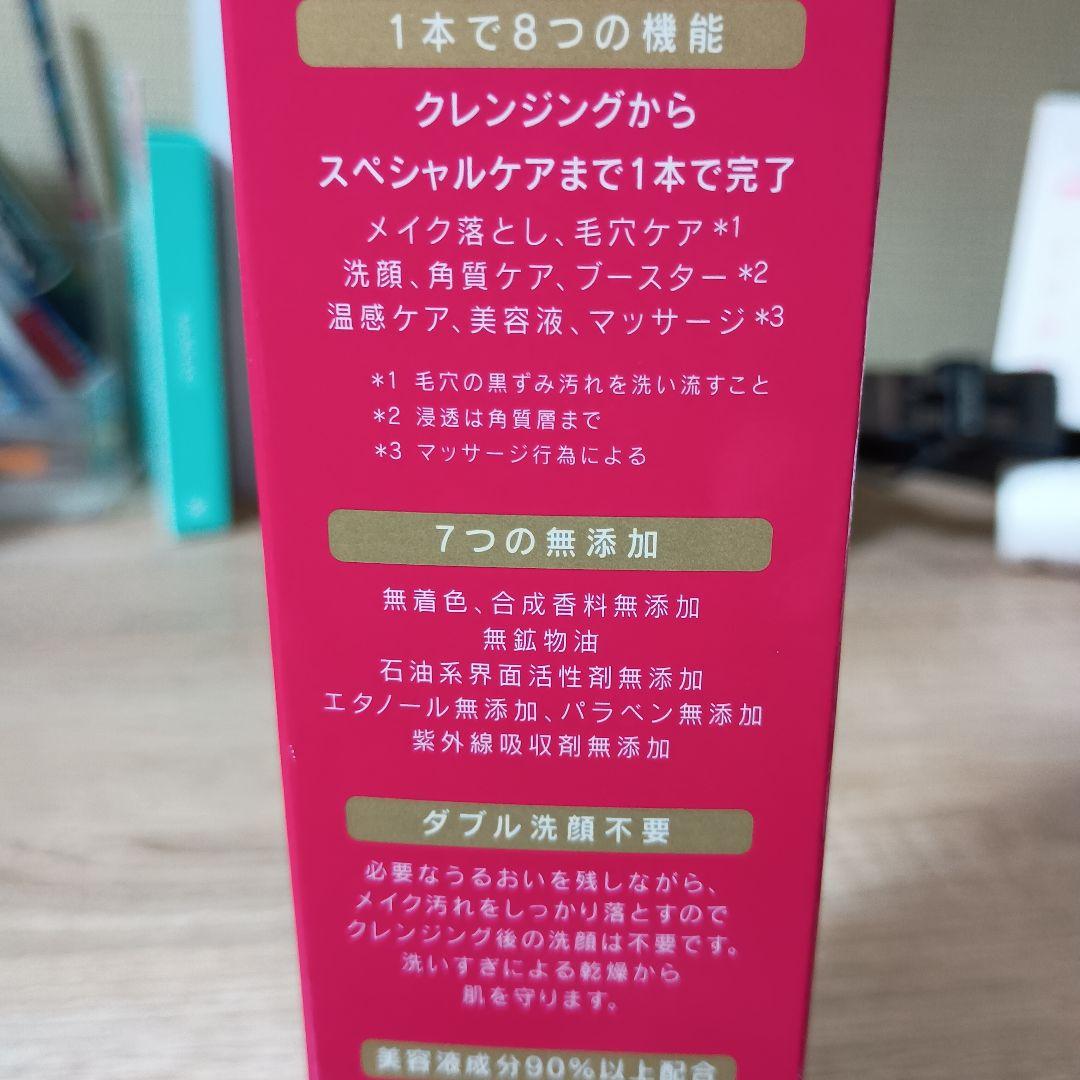 1本で8つの機能
クレンジングから
スペシャルケアまで1本で完了
メイク落とし、毛穴ケア*1
洗顔、角質ケア、ブースター*2
温感ケア、美容液、マッサージ*3
*1 毛穴の黒ずみ汚れを洗い流すこと
*2 浸透は角質層まで
*3 マッサージ行為による
7つの無添加
無着色、合成香料無添加
無鉱物油
石油系界面活性剤無添加
エタノール無添加、パラベン無添加
紫外線吸収剤無添加
ダブル洗顔不要
必要なうるおいを残しながら、
メイク汚れをしっかり落とすので
クレンジング後の洗顔は不要です。
洗いすぎによる乾燥から
肌を守ります。
美容液成分90%以上配合